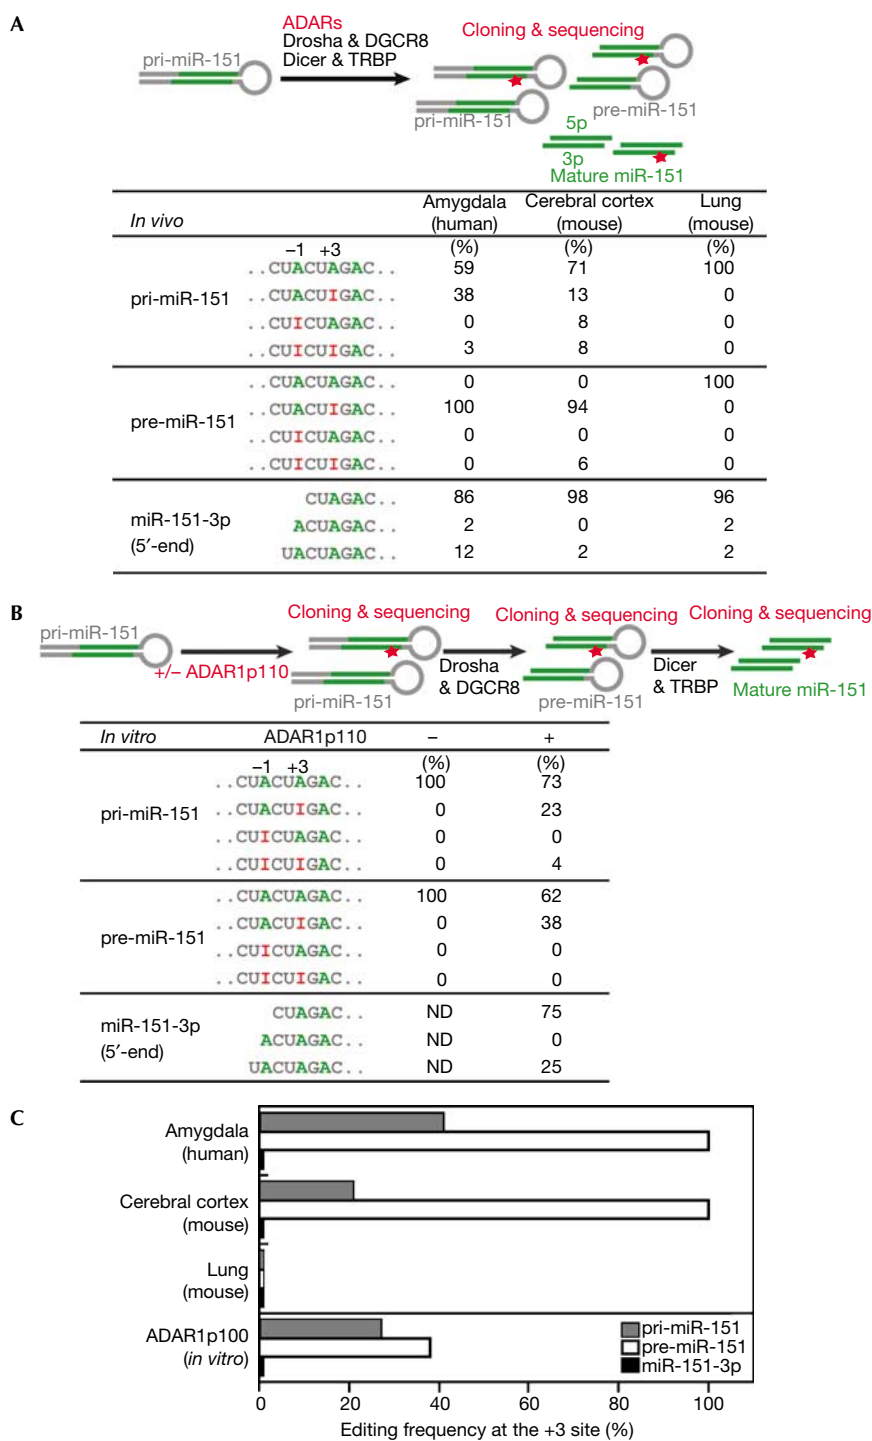 A
ADARs
Drosha & DGCR8
Dicer & TRBP
Cloning & sequencing
pri-miR-151
pri-miR-151
pre-miR-151
5p
3p
Mature miR-151
In vivo
Amygdala (human) Cerebral cortex (mouse) Lung (mouse)
−1 +3 (%) (%) (%)
pri-miR-151
..CUACUAGAC.. 59 71 100
..CUACUIGAC.. 38 13 0
..CUICUAGAC.. 0 8 0
..CUICUIGAC.. 3 8 0
pre-miR-151
..CUACUAGAC.. 0 0 100
..CUACUIGAC.. 100 94 0
..CUICUAGAC.. 0 0 0
..CUICUIGAC.. 0 6 0
miR-151-3p
(5′-end)
CUAGAC.. 86 98 96
ACUAGAC.. 2 0 2
UACUAGAC.. 12 2 2
B
pri-miR-151
+/− ADAR1p110
Cloning & sequencing
pri-miR-151
Drosha
& DGCR8
Cloning & sequencing
pre-miR-151
Dicer
& TRBP
Cloning & sequencing
Mature miR-151
In vitro ADAR1p110 − +
−1 +3 (%) (%)
pri-miR-151
..CUACUAGAC.. 100 73
..CUACUIGAC.. 0 23
..CUICUAGAC.. 0 0
..CUICUIGAC.. 0 4
pre-miR-151
..CUACUAGAC.. 100 62
..CUACUIGAC.. 0 38
..CUICUAGAC.. 0 0
..CUICUIGAC.. 0 0
miR-151-3p
(5′-end)
CUAGAC.. ND 75
ACUAGAC.. ND 0
UACUAGAC.. ND 25
C
Amygdala
(human)
Cerebral cortex
(mouse)
Lung
(mouse)
ADAR1p100
(in vitro)
pri-miR-151
pre-miR-151
miR-151-3p
0 20 40 60 80 100
Editing frequency at the +3 site (%)